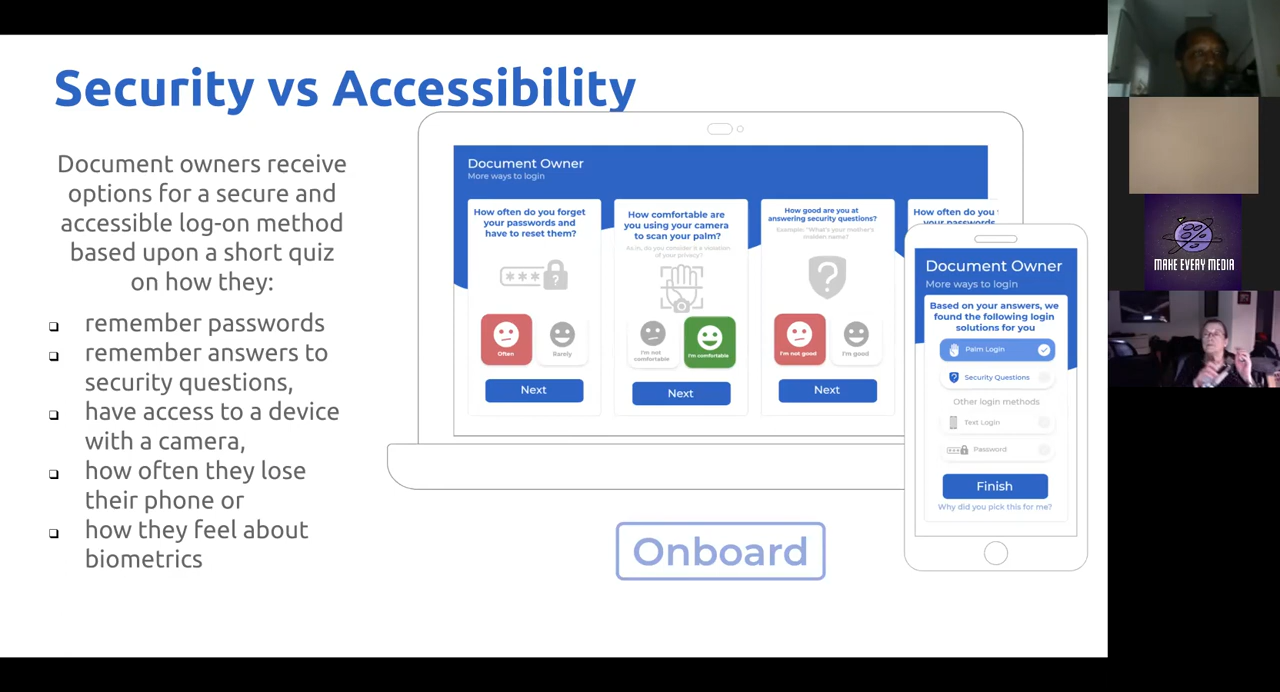 Security vs Accessibility
Document owners receive
options for a secure and
accessible log-on method
based upon a short quiz
on how they:
remember passwords
remember answers to
security questions,
have access to a device
with a camera,
how often they lose
their phone or
how they feel about
biometrics
Document Owner
More ways to login
How often do you forget
your passwords and
have to reset them?
Often
Rarely
Next
How comfortable are
you using your camera
to scan your palm?
As in, do you consider it a violation
of your privacy?
I'm not
comfortable
I'm comfortable
Next
How good are you at
answering security questions?
Example: "What's your mother's
maiden name?
I'm not good
I'm good
Next
How often do you
your passwords
Document Owner
More ways to login
Based on your answers, we
found the following login
solutions for you
Palm Login
Security Questions
Other login methods
Text Login
Password
Finish
Why did you pick this for me?
Onboard
MAKE EVERY MEDIA